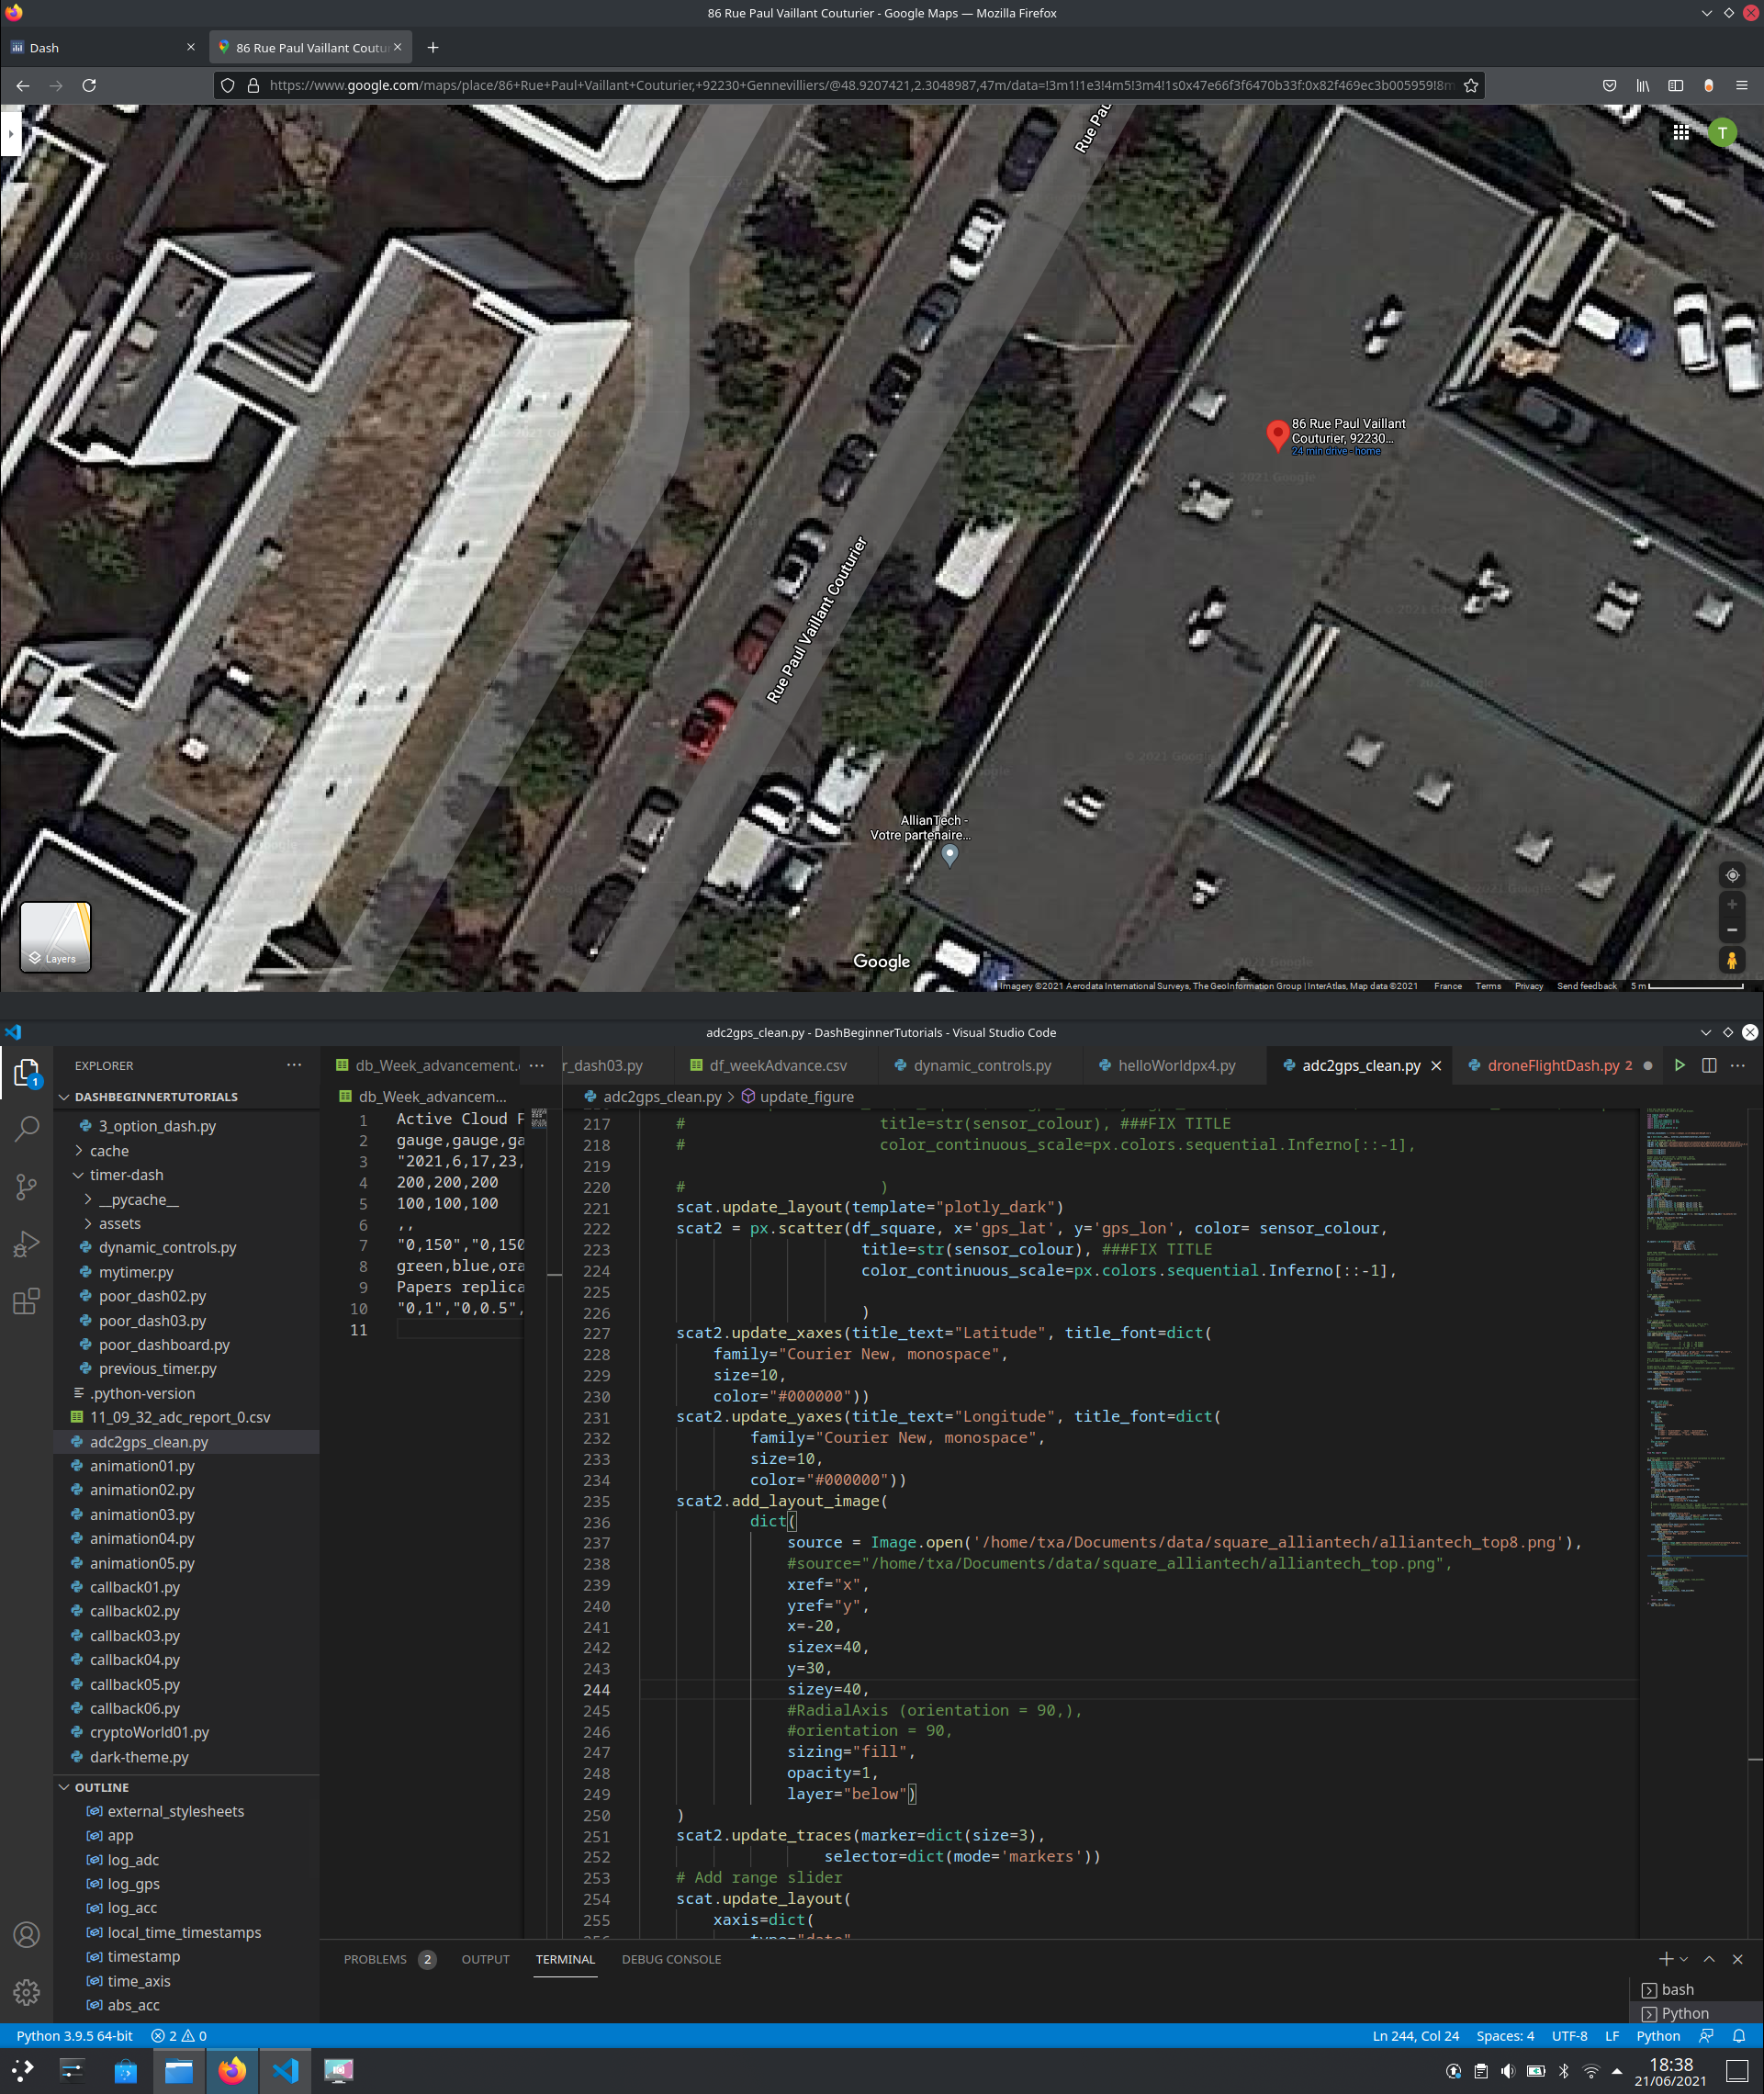 86 Rue Paul Vaillant Couturier - Google Maps — Mozilla Firefox
Dash
86 Rue Paul Vaillant Coutu
https://www.google.com/maps/place/86+Rue+Paul+Vaillant+Couturier,+92230+Gennevilliers/@48.9207421,2.3048987,47m/data=!3m1!1e3!4m5!3m4!1s0x47e66f3f6470b33f:0x82f469ec3b005959!8m
Rue Pau
T
86 Rue Paul Vaillant
Couturier, 92230...
24 min drive - home
Rue Paul Vaillant Couturier
AllianTech -
Votre partenaire...
Layers
Google
Imagery ©2021 Aerodata International Surveys, The GeoInformation Group | InterAtlas, Map data ©2021 France Terms Privacy Send feedback 5 m
adc2gps_clean.py - DashBeginnerTutorials - Visual Studio Code
1
EXPLORER
DASHBEGINNERTUTORIALS
3_option_dash.py
cache
timer-dash
__pycache__
assets
dynamic_controls.py
mytimer.py
poor_dash02.py
poor_dash03.py
poor_dashboard.py
previous_timer.py
.python-version
11_09_32_adc_report_0.csv
adc2gps_clean.py
animation01.py
animation02.py
animation03.py
animation04.py
animation05.py
callback01.py
callback02.py
callback03.py
callback04.py
callback05.py
callback06.py
cryptoWorld01.py
dark-theme.py
OUTLINE
external_stylesheets
app
log_adc
log_gps
log_acc
local_time_timestamps
timestamp
time_axis
abs_acc
db_Week_advancement.
db_Week_advancem...
1 Active Cloud F
2 gauge,gauge,ga
3 "2021,6,17,23,
4 200,200,200
5 100,100,100
6 ,,
7 "0,150","0,150
8 green,blue,ora
9 Papers replica
10 "0,1","0,0.5",
11
r_dash03.py df_weekAdvance.csv dynamic_controls.py helloWorldpx4.py adc2gps_clean.py droneFlightDash.py 2
adc2gps_clean.py > update_figure
217 # title=str(sensor_colour), ###FIX TITLE
218 # color_continuous_scale=px.colors.sequential.Inferno[::-1],
219
220 # )
221 scat.update_layout(template="plotly_dark")
222 scat2 = px.scatter(df_square, x='gps_lat', y='gps_lon', color= sensor_colour,
223 title=str(sensor_colour), ###FIX TITLE
224 color_continuous_scale=px.colors.sequential.Inferno[::-1],
225
226 )
227 scat2.update_xaxes(title_text="Latitude", title_font=dict(
228 family="Courier New, monospace",
229 size=10,
230 color="#000000"))
231 scat2.update_yaxes(title_text="Longitude", title_font=dict(
232 family="Courier New, monospace",
233 size=10,
234 color="#000000"))
235 scat2.add_layout_image(
236 dict(
237 source = Image.open('/home/txa/Documents/data/square_alliantech/alliantech_top8.png'),
238 #source="/home/txa/Documents/data/square_alliantech/alliantech_top.png",
239 xref="x",
240 yref="y",
241 x=-20,
242 sizex=40,
243 y=30,
244 sizey=40,
245 #RadialAxis (orientation = 90,),
246 #orientation = 90,
247 sizing="fill",
248 opacity=1,
249 layer="below")
250 )
251 scat2.update_traces(marker=dict(size=3),
252 selector=dict(mode='markers'))
253 # Add range slider
254 scat.update_layout(
255 xaxis=dict(
PROBLEMS 2 OUTPUT TERMINAL DEBUG CONSOLE
bash
Python
Python 3.9.5 64-bit 2 0 Ln 244, Col 24 Spaces: 4 UTF-8 LF Python
18:38
21/06/2021